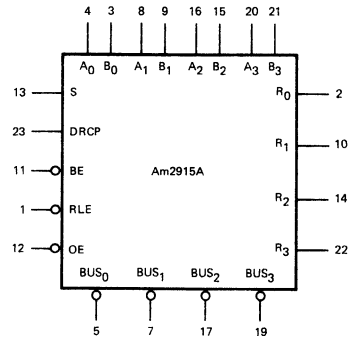 4 3 8 9 16 15 20 21
A0 B0 A1 B1 A2 B2 A3 B3
13 S R0 2
23 DRCP
R1 10
11 BE Am2915A
R2 14
1 RLE
12 OE R3 22
BUS0 BUS1 BUS2 BUS3
5 7 17 19